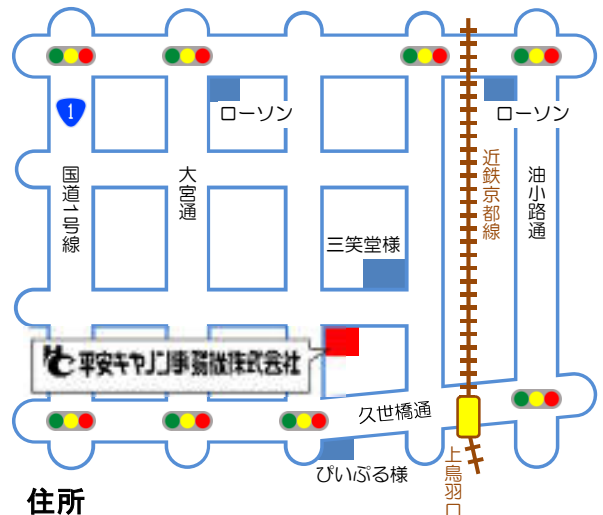 1
ローソン
ローソン
国道1号線
大宮通
近鉄京都線
油小路通
三笑堂様
平安キヤノン事務機株式会社
久世橋通
ぴいぷる様
上鳥羽口
住所